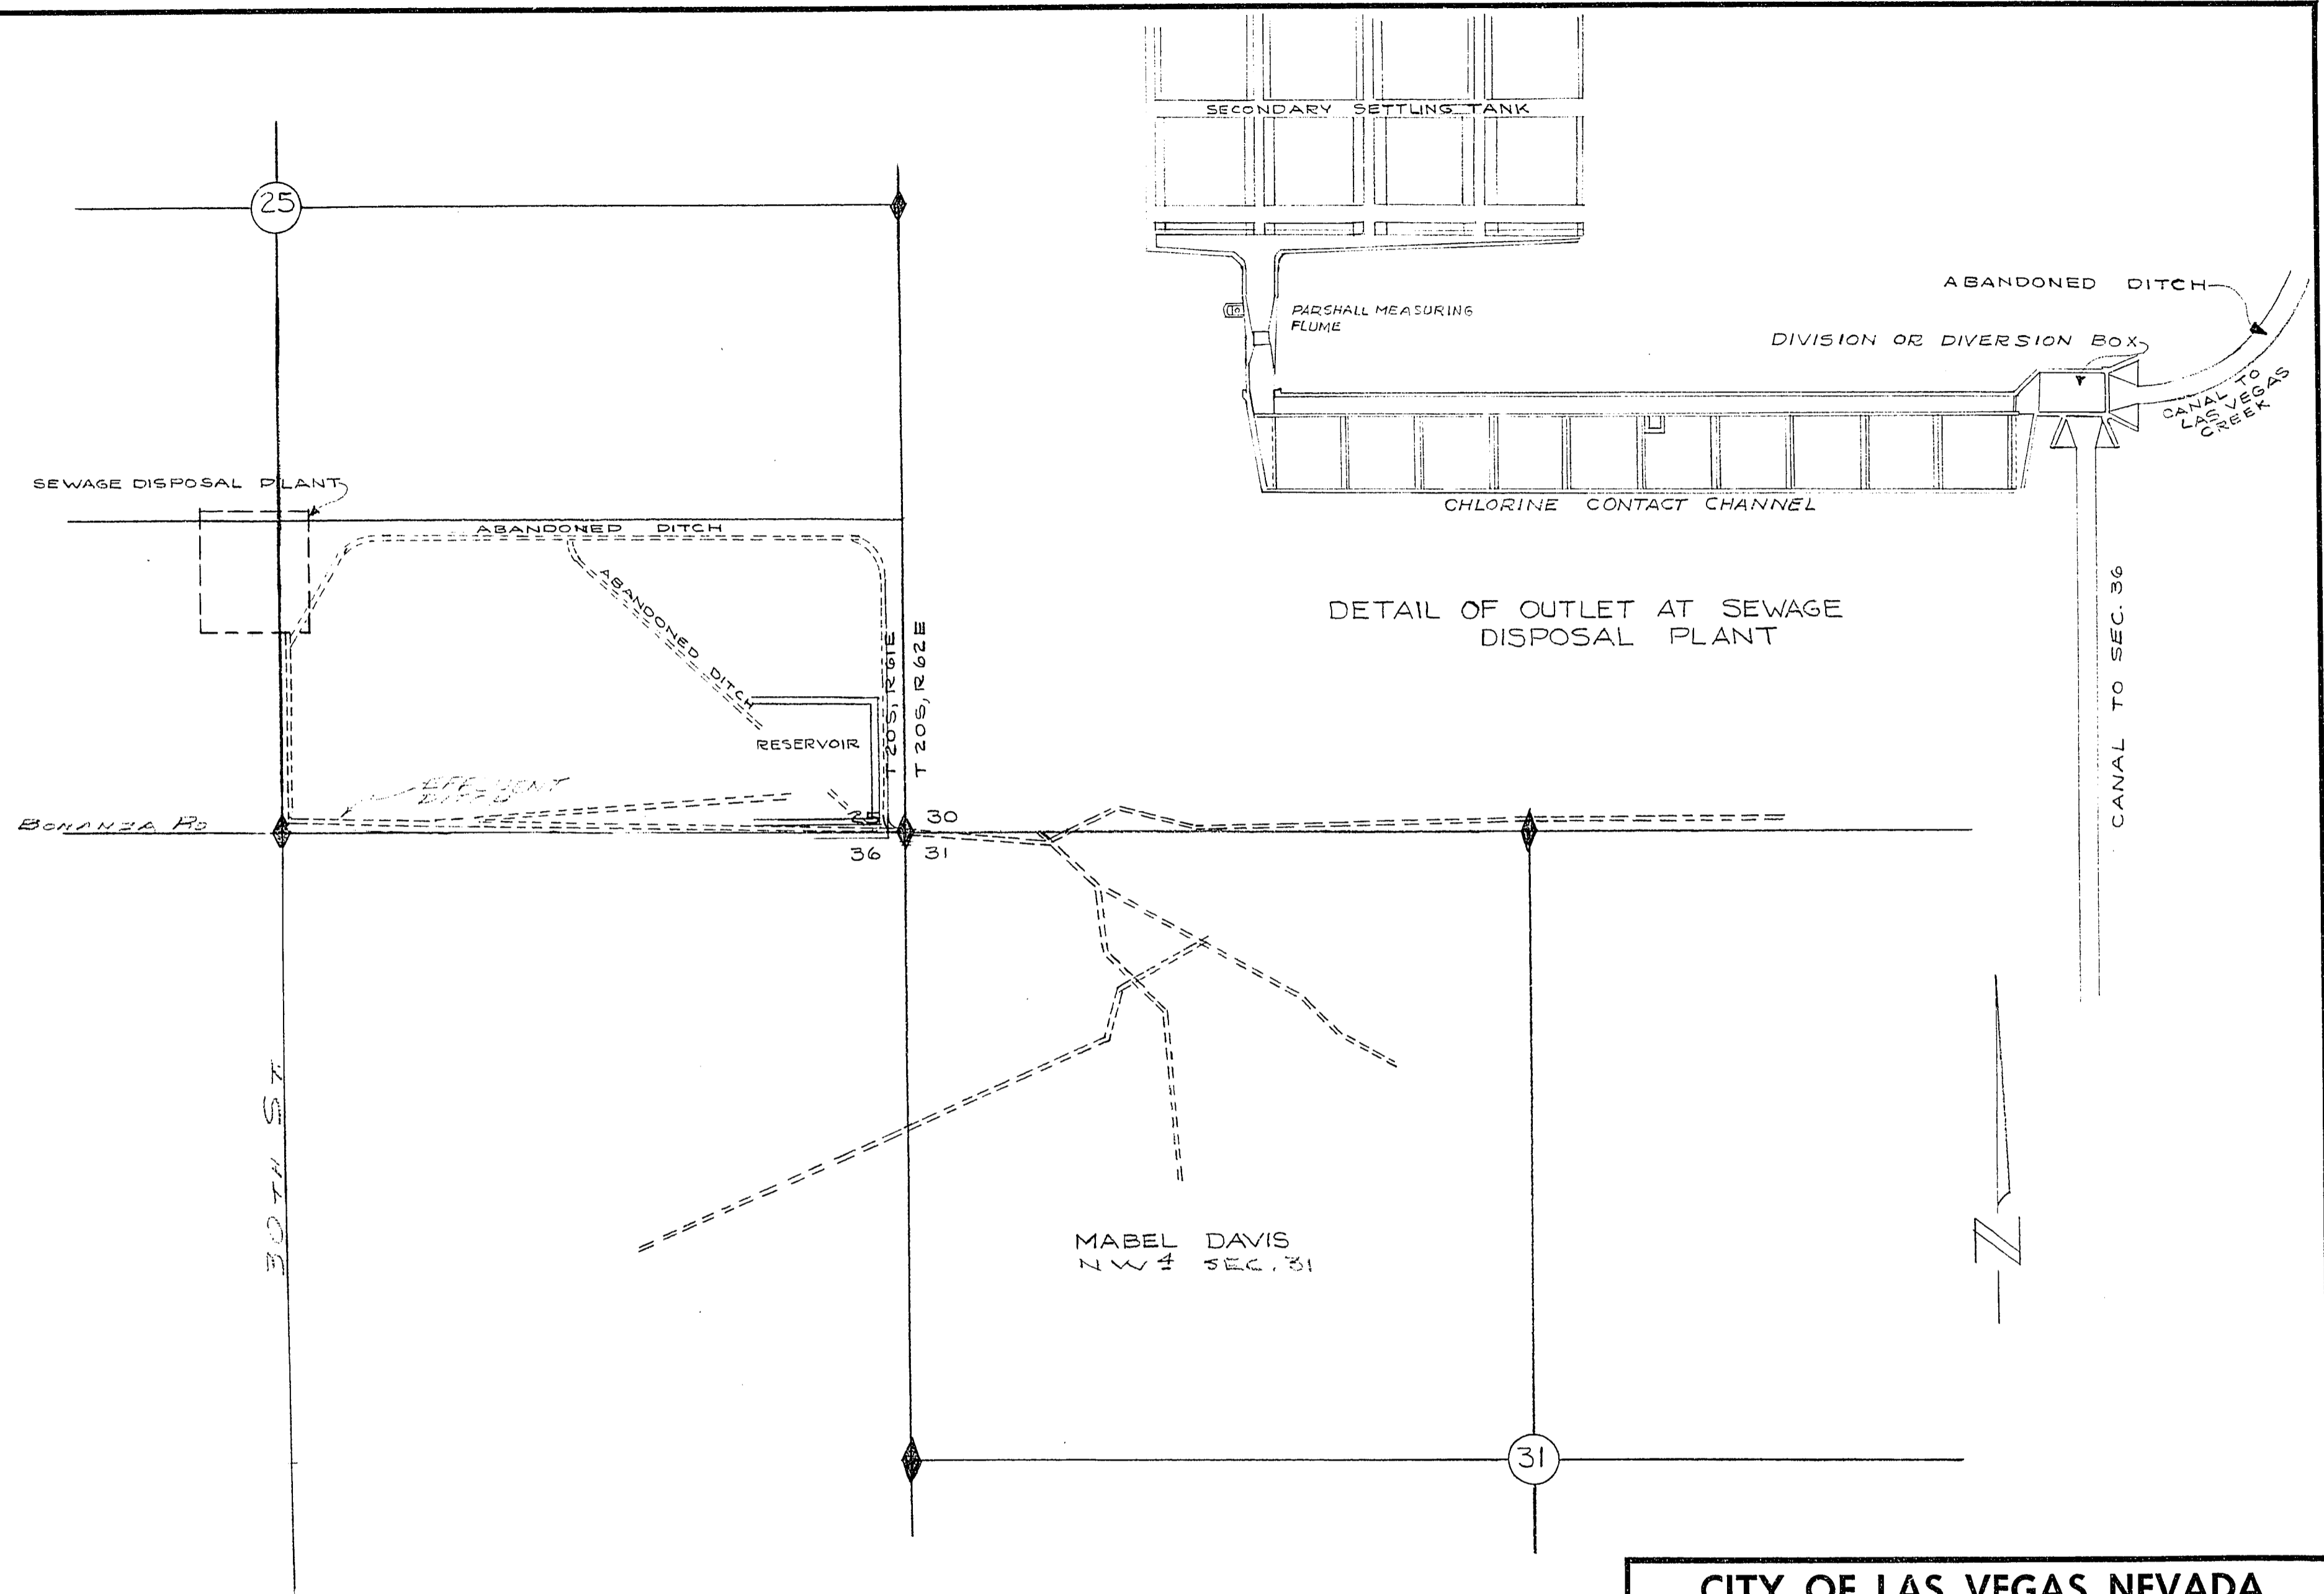 SECONDARY SETTLING TANK
25
ABANDONED DITCH
PARSHALL MEASURING
FLUME
DIVISION OR DIVERSION BOX
CANAL TO
LAS VEGAS
CREEK
SEWAGE DISPOSAL PLANT
CHLORINE CONTACT CHANNEL
ABANDONED DITCH
ABANDONED DITCH
DETAIL OF OUTLET AT SEWAGE
DISPOSAL PLANT
CANAL TO SEC. 36
T 20S, R 61E
T 20S, R 62E
RESERVOIR
BONANZA RD
25
30
36
31
30TH ST.
MABEL DAVIS
NW 4 SEC. 31
N
31
CITY OF LAS VEGAS NEVADA